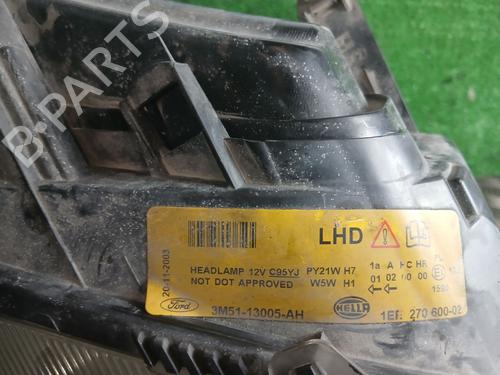 B-PARTS
20-11-2003
LHD
HEADLAMP 12V C95YJ PY21W H7
NOT DOT APPROVED W5W H1
1a A HC HR
01 02 00 00
Ford
3M51-13005-AH
HELLA
270 600-02